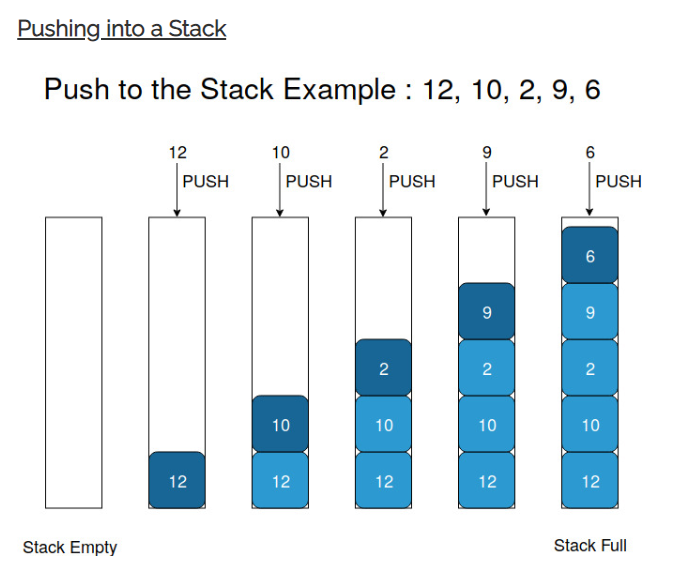 Pushing into a Stack
Push to the Stack Example : 12, 10, 2, 9, 6
12 10 2 9 6
PUSH PUSH PUSH PUSH PUSH
6
9 9
2 2 2
10 10 10 10
12 12 12 12 12
Stack Empty Stack Full